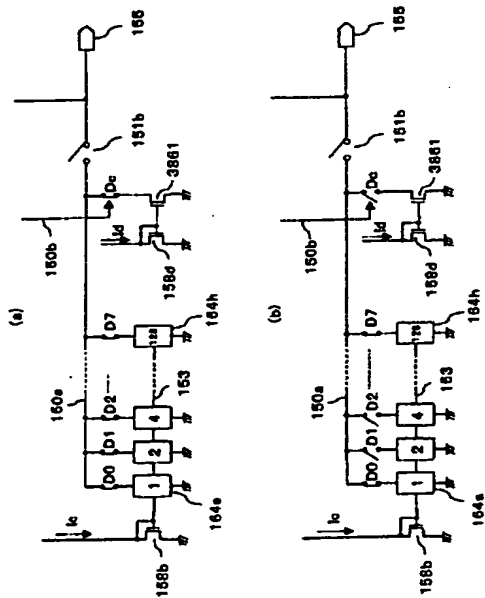 (a)
150b
155
151b
Dc
3861
Id
158d
150a
D0
D1
D2
D7
1
2
4
128
153
164h
164a
Ic
158b
(b)
150b
155
151b
Dc
3861
Id
158d
150a
D0
D1
D2
D7
1
2
4
128
153
164h
164a
Ic
158b